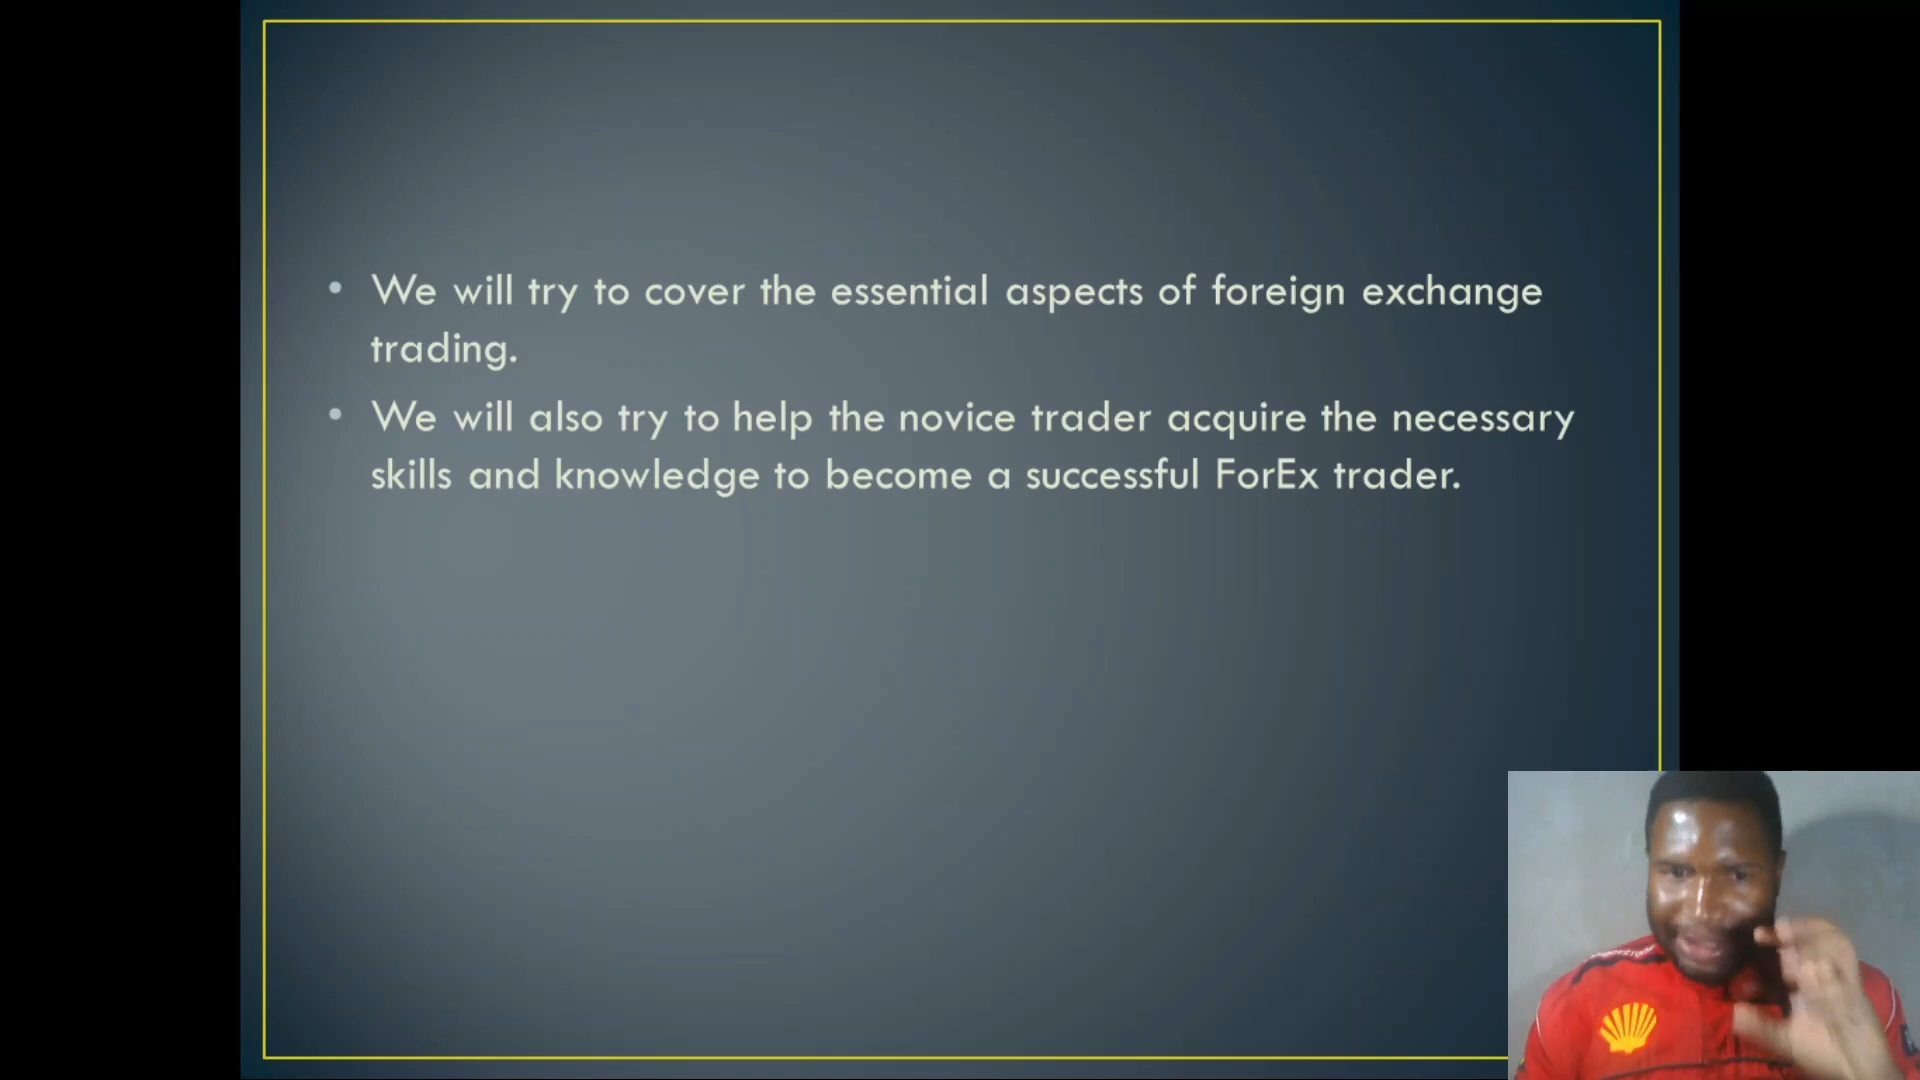 • We will try to cover the essential aspects of foreign exchange
trading.
• We will also try to help the novice trader acquire the necessary
skills and knowledge to become a successful ForEx trader.